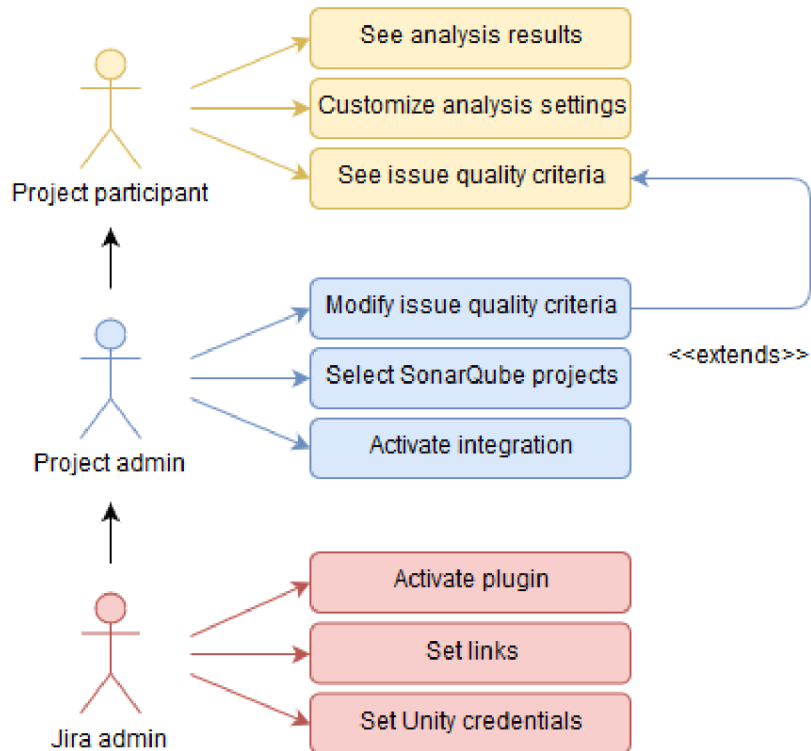 See analysis results
Customize analysis settings
See issue quality criteria
Project participant
Modify issue quality criteria
<<extends>>
Select SonarQube projects
Activate integration
Project admin
Activate plugin
Set links
Set Unity credentials
Jira admin